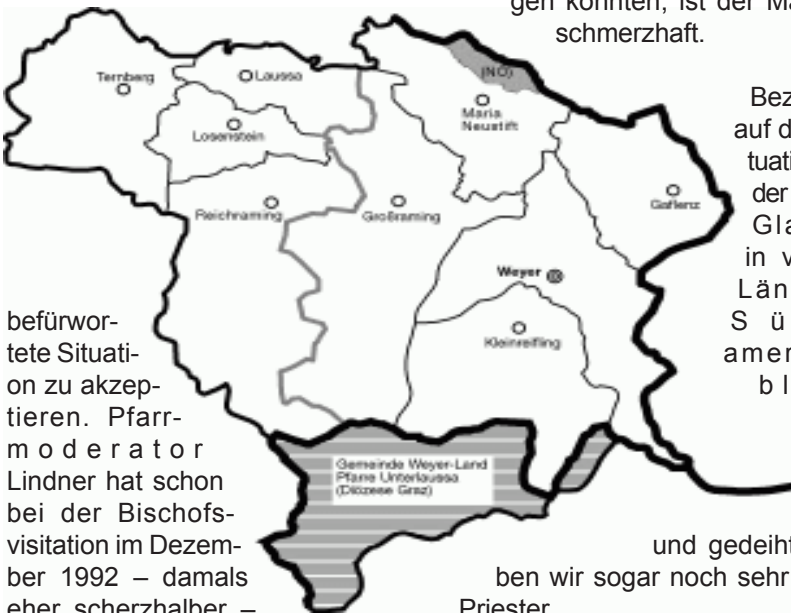 gen konnten, ist der
schmerzhaft.
Ternberg
Laussa
Losenstein
(NÖ)
Maria
Neustift
Reichraming
Großraming
Gaflenz
Weyer
Kleinreifling
Gemeinde Weyer-Land
Pfarre Unterlaussa
(Diözese Graz)
befürwor-
tete Situati-
on zu akzep-
tieren. Pfarr-
moderator
Lindner hat schon
bei der Bischofs-
visitation im Dezem-
ber 1992 – damals
eher scherzhalber –
Bez
auf d
tuati
der
Gla
in v
Län
Sü
amer
bl
und gedeiht
ben wir sogar noch sehr
Priester